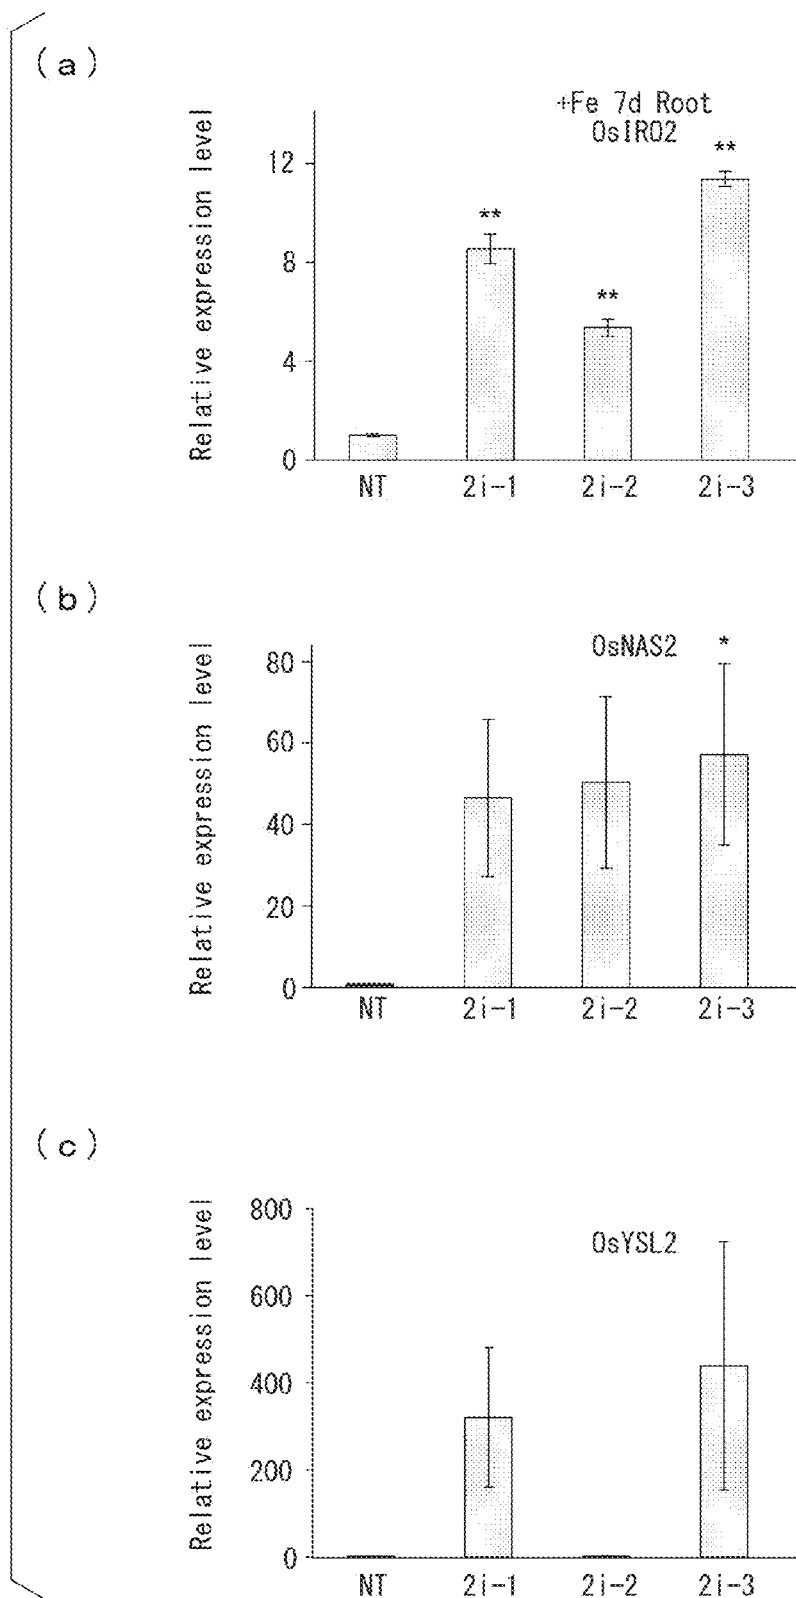 (a)
+Fe 7d Root
OsIRO2
Relative expression level
12
8
4
0
**
**
**
NT 2i-1 2i-2 2i-3
(b)
OsNAS2
*
Relative expression level
80
60
40
20
0
NT 2i-1 2i-2 2i-3
(c)
OsYSL2
Relative expression level
800
600
400
200
0
NT 2i-1 2i-2 2i-3